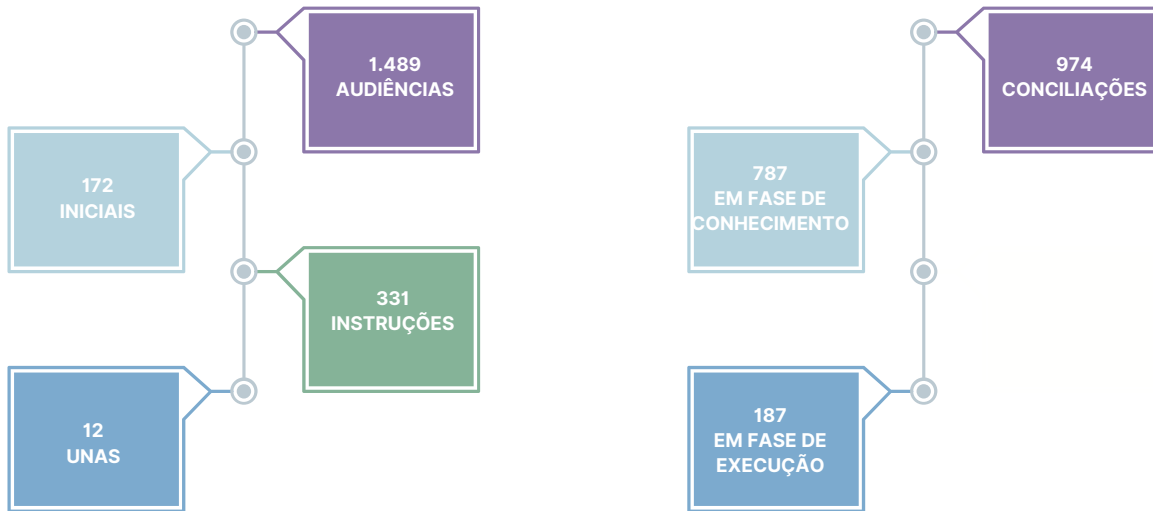 1.489
AUDIÊNCIAS
172
INICIAIS
331
INSTRUÇÕES
12
UNAS
974
CONCILIAÇÕES
787
EM FASE DE
CONHECIMENTO
187
EM FASE DE
EXECUÇÃO